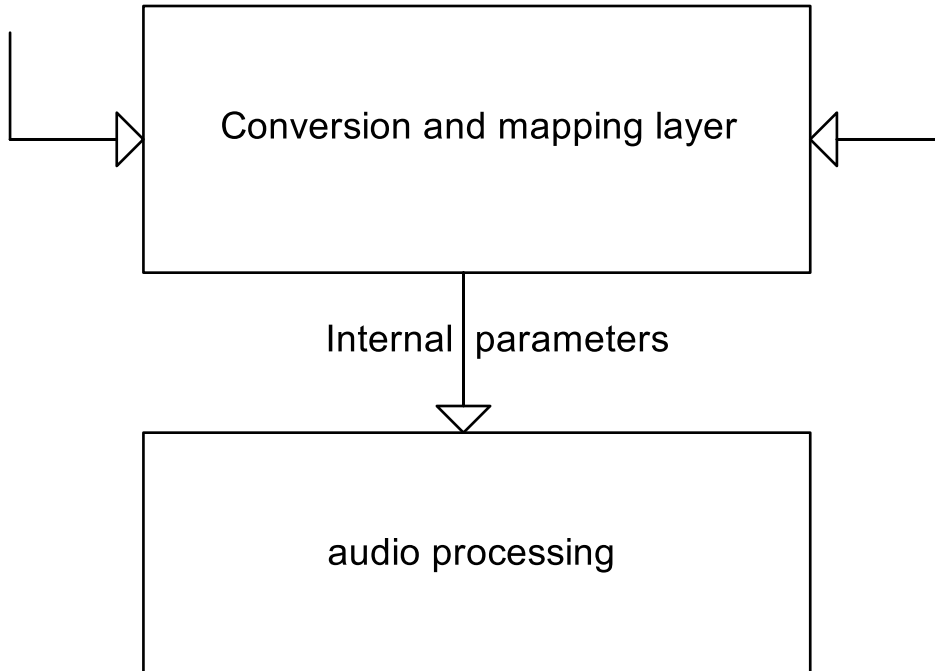 Conversion and mapping layer
Internal parameters
audio processing